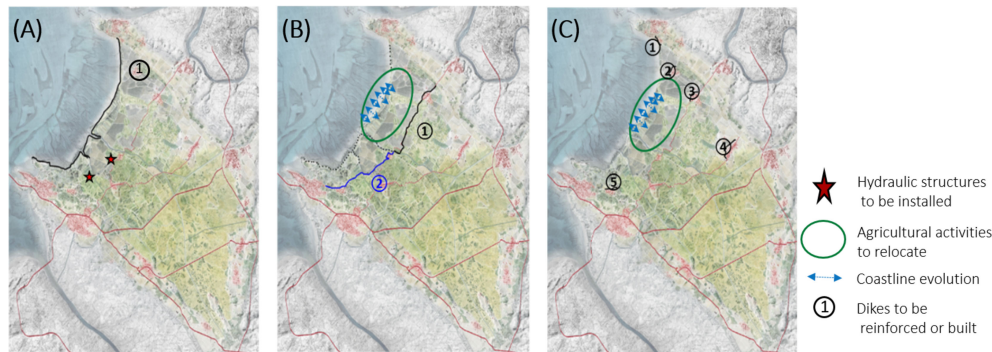 (A)
1
(B)
1
2
(C)
1
2
3
4
5
Hydraulic structures
to be installed
Agricultural activities
to relocate
Coastline evolution
1
Dikes to be
reinforced or built